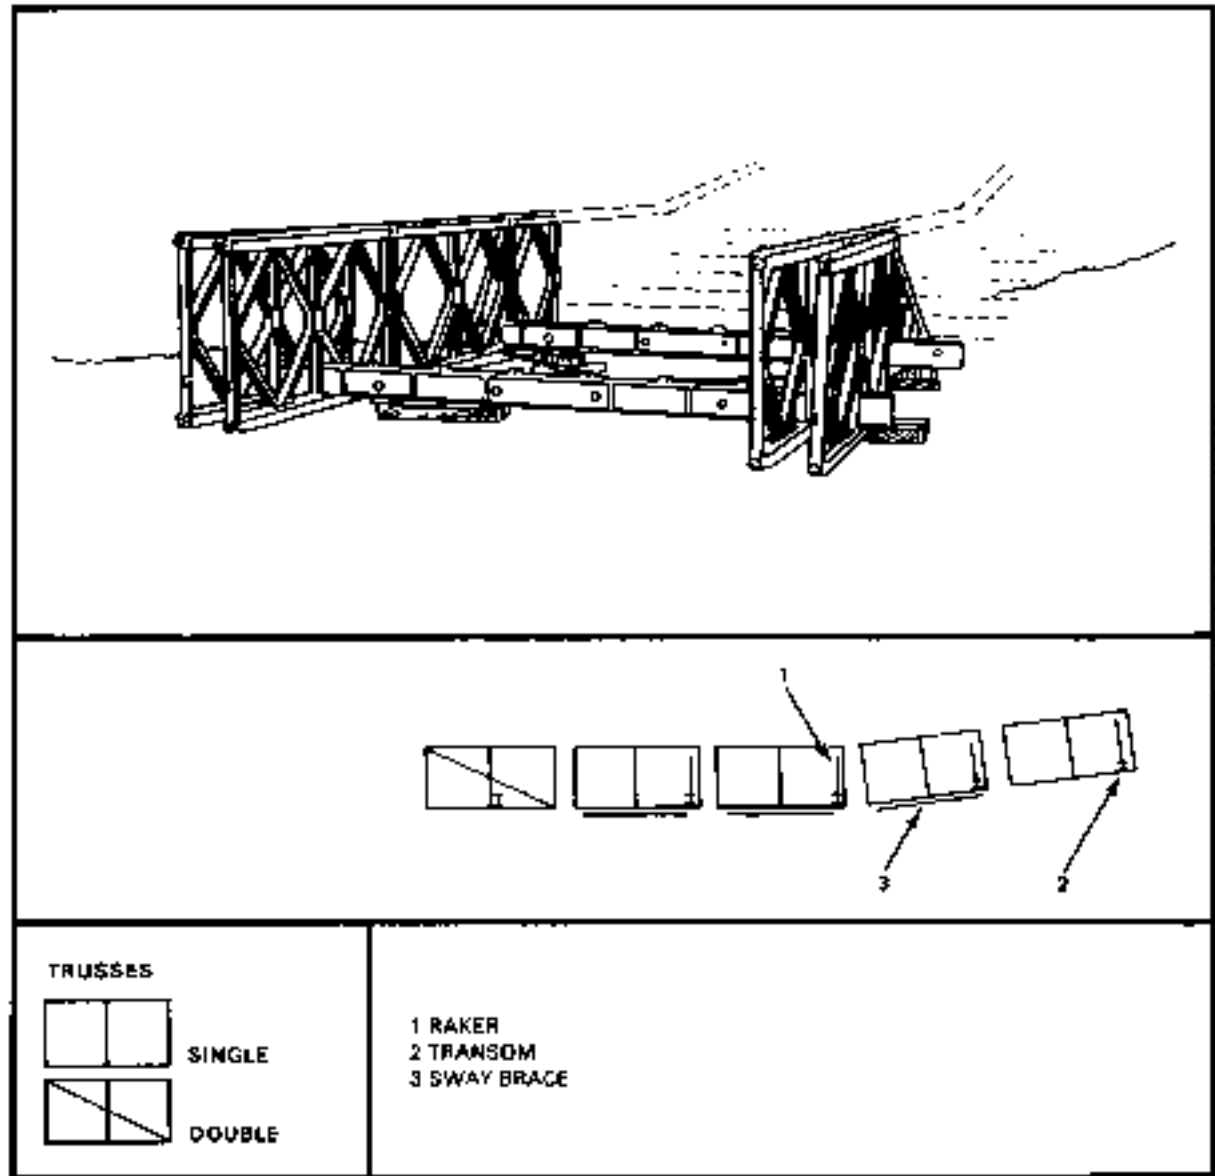 1
3
2
TRUSSES
SINGLE
DOUBLE
1 RAKER
2 TRANSOM
3 SWAY BRACE